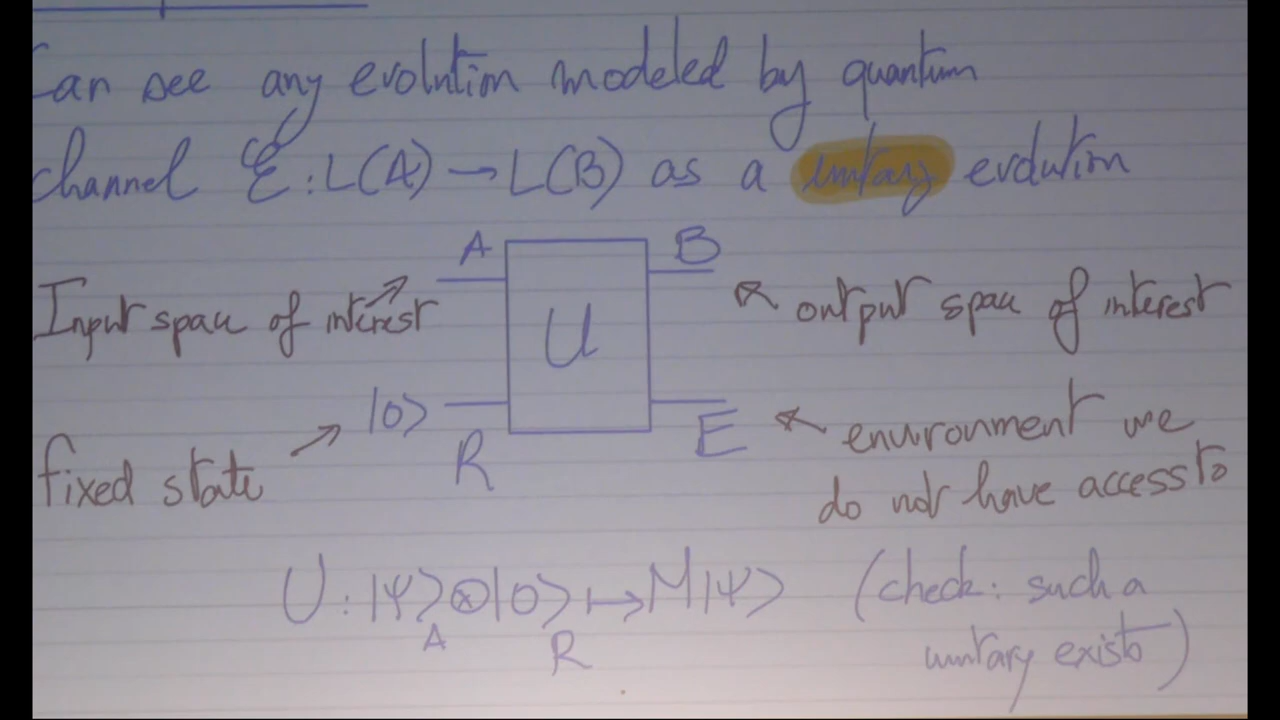 Can see any evolution modeled by quantum
channel ℰ: L(A) → L(B) as a unitary evolution
A B
Input space of interest ↗ U ↖ output space of interest
fixed state ↗ |0⟩ R E ↖ environment we
do not have access to
U: |ψ⟩_A ⊗ |0⟩_R ↦ M|ψ⟩ (check: such a
unitary exists)